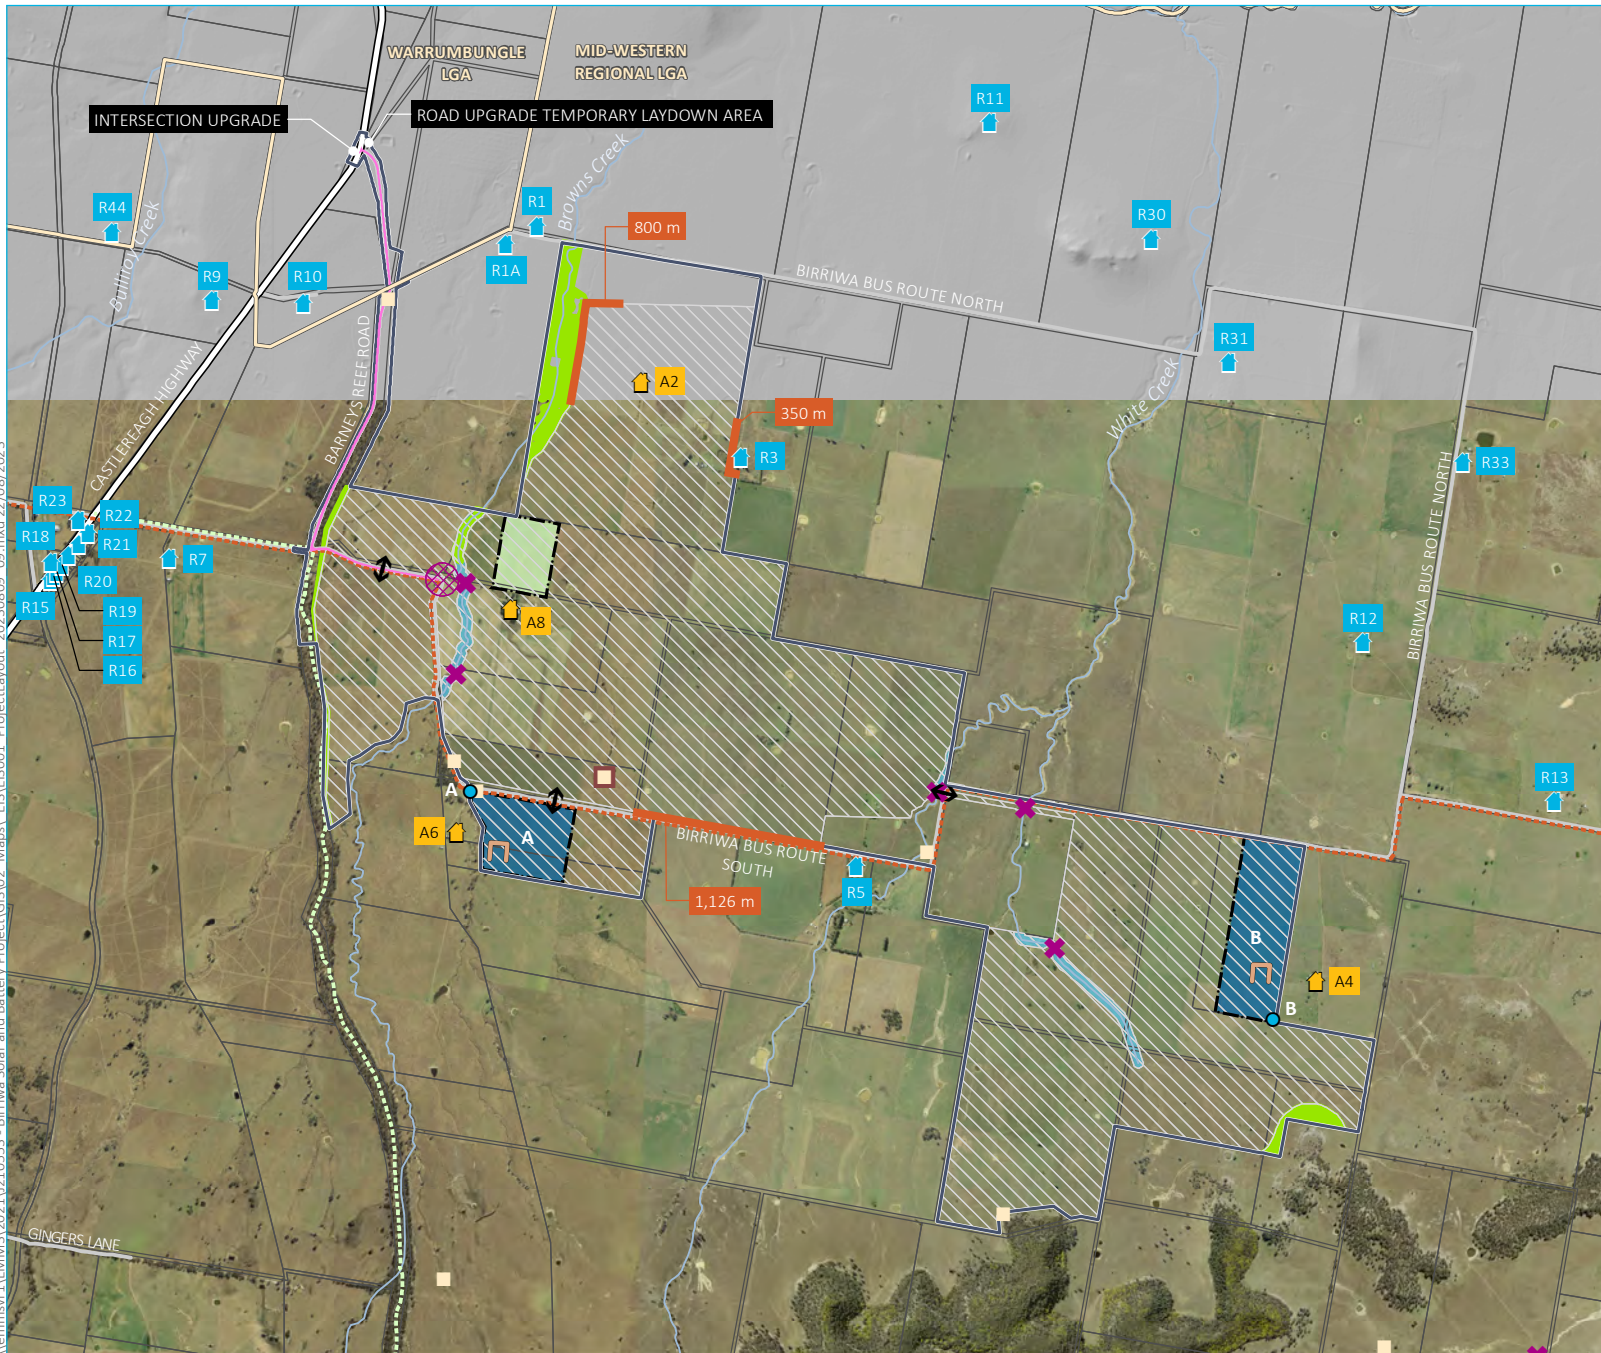 WARRUMBUNGLE
LGA
MID-WESTERN
REGIONAL LGA
INTERSECTION UPGRADE
ROAD UPGRADE TEMPORARY LAYDOWN AREA
R11
Browns Creek
R44
Bullinoy Creek
R1
R30
800 m
R1A
R9
R10
BIRRIWA BUS ROUTE NORTH
R31
CASTLEREAGH HIGHWAY
BARNEYS REEF ROAD
A2
White Creek
350 m
R3
R33
R23
R22
R18
R21
R7
R20
R15
R19
R17
R16
A8
BIRRIWA BUS ROUTE NORTH
R12
R13
A
A6
A
BIRRIWA BUS ROUTE
SOUTH
R5
1,126 m
B
A4
B
GINGERS LANE